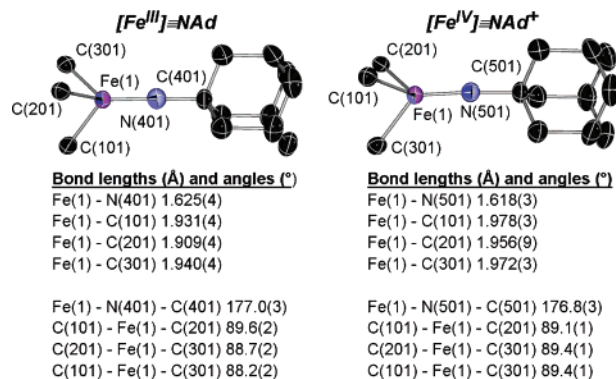 [Fe^III]≡NAd
C(301)
Fe(1)
C(401)
C(201)
N(401)
C(101)
Bond lengths (Å) and angles (°)
Fe(1) - N(401) 1.625(4)
Fe(1) - C(101) 1.931(4)
Fe(1) - C(201) 1.909(4)
Fe(1) - C(301) 1.940(4)
Fe(1) - N(401) - C(401) 177.0(3)
C(101) - Fe(1) - C(201) 89.6(2)
C(201) - Fe(1) - C(301) 88.7(2)
C(101) - Fe(1) - C(301) 88.2(2)
[Fe^IV]≡NAd⁺
C(201)
C(501)
C(101)
Fe(1)
N(501)
C(301)
Bond lengths (Å) and angles (°)
Fe(1) - N(501) 1.618(3)
Fe(1) - C(101) 1.978(3)
Fe(1) - C(201) 1.956(9)
Fe(1) - C(301) 1.972(3)
Fe(1) - N(501) - C(501) 176.8(3)
C(101) - Fe(1) - C(201) 89.1(1)
C(201) - Fe(1) - C(301) 89.4(1)
C(101) - Fe(1) - C(301) 89.4(1)